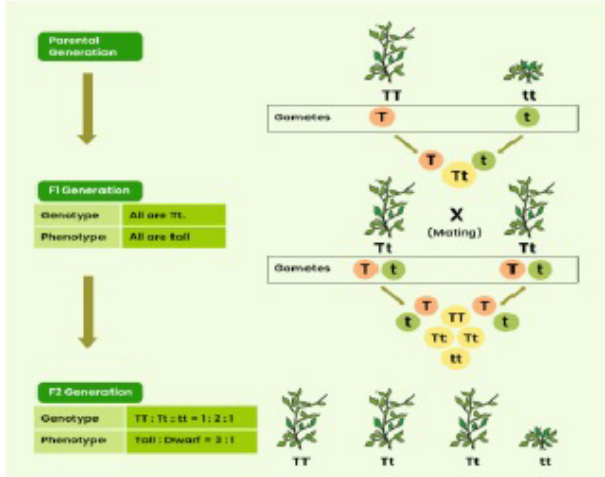 Parental
Generation
TT
tt
Gametes
T
t
T
t
Tt
F1 Generation
Genotype
All are Tt.
Phenotype
All are tall
X
(Mating)
Tt
Tt
Gametes
T
t
T
t
T
T
t
TT
t
Tt
Tt
tt
F2 Generation
Genotype
TT : Tt : tt = 1 : 2 : 1
Phenotype
Tall : Dwarf = 3 : 1
TT
Tt
Tt
tt